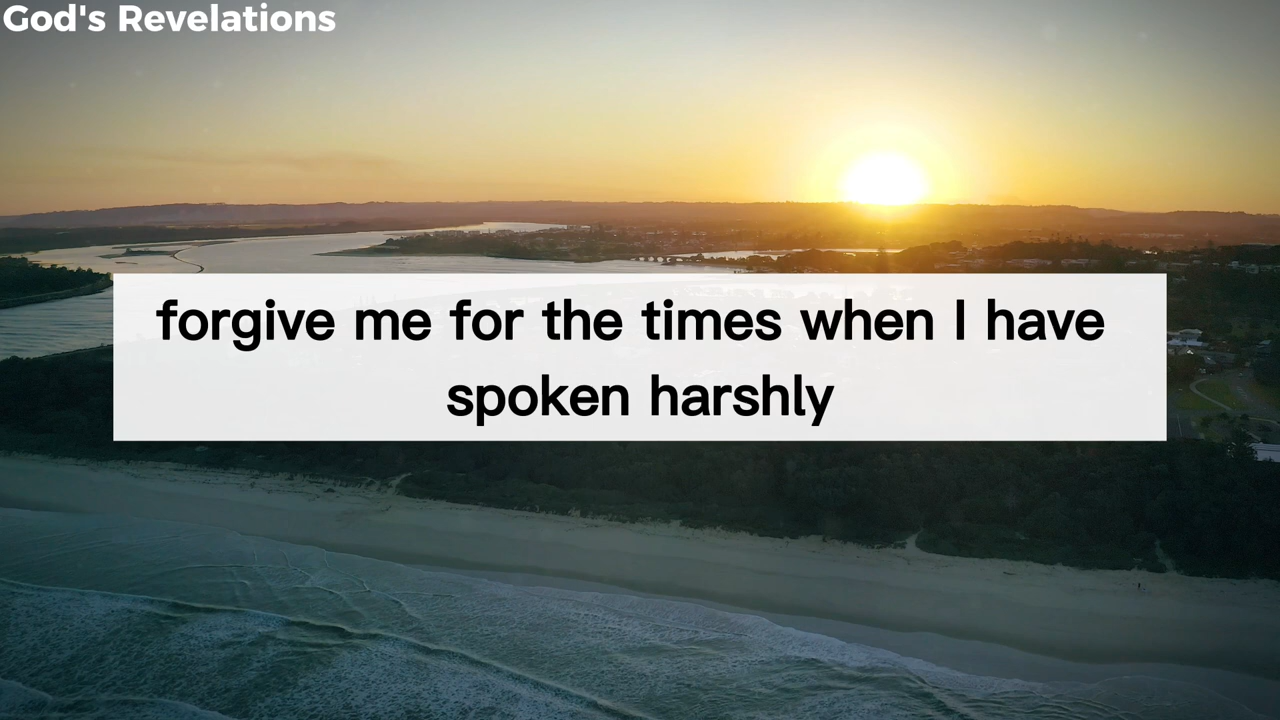 God's Revelations
forgive me for the times when I have
spoken harshly